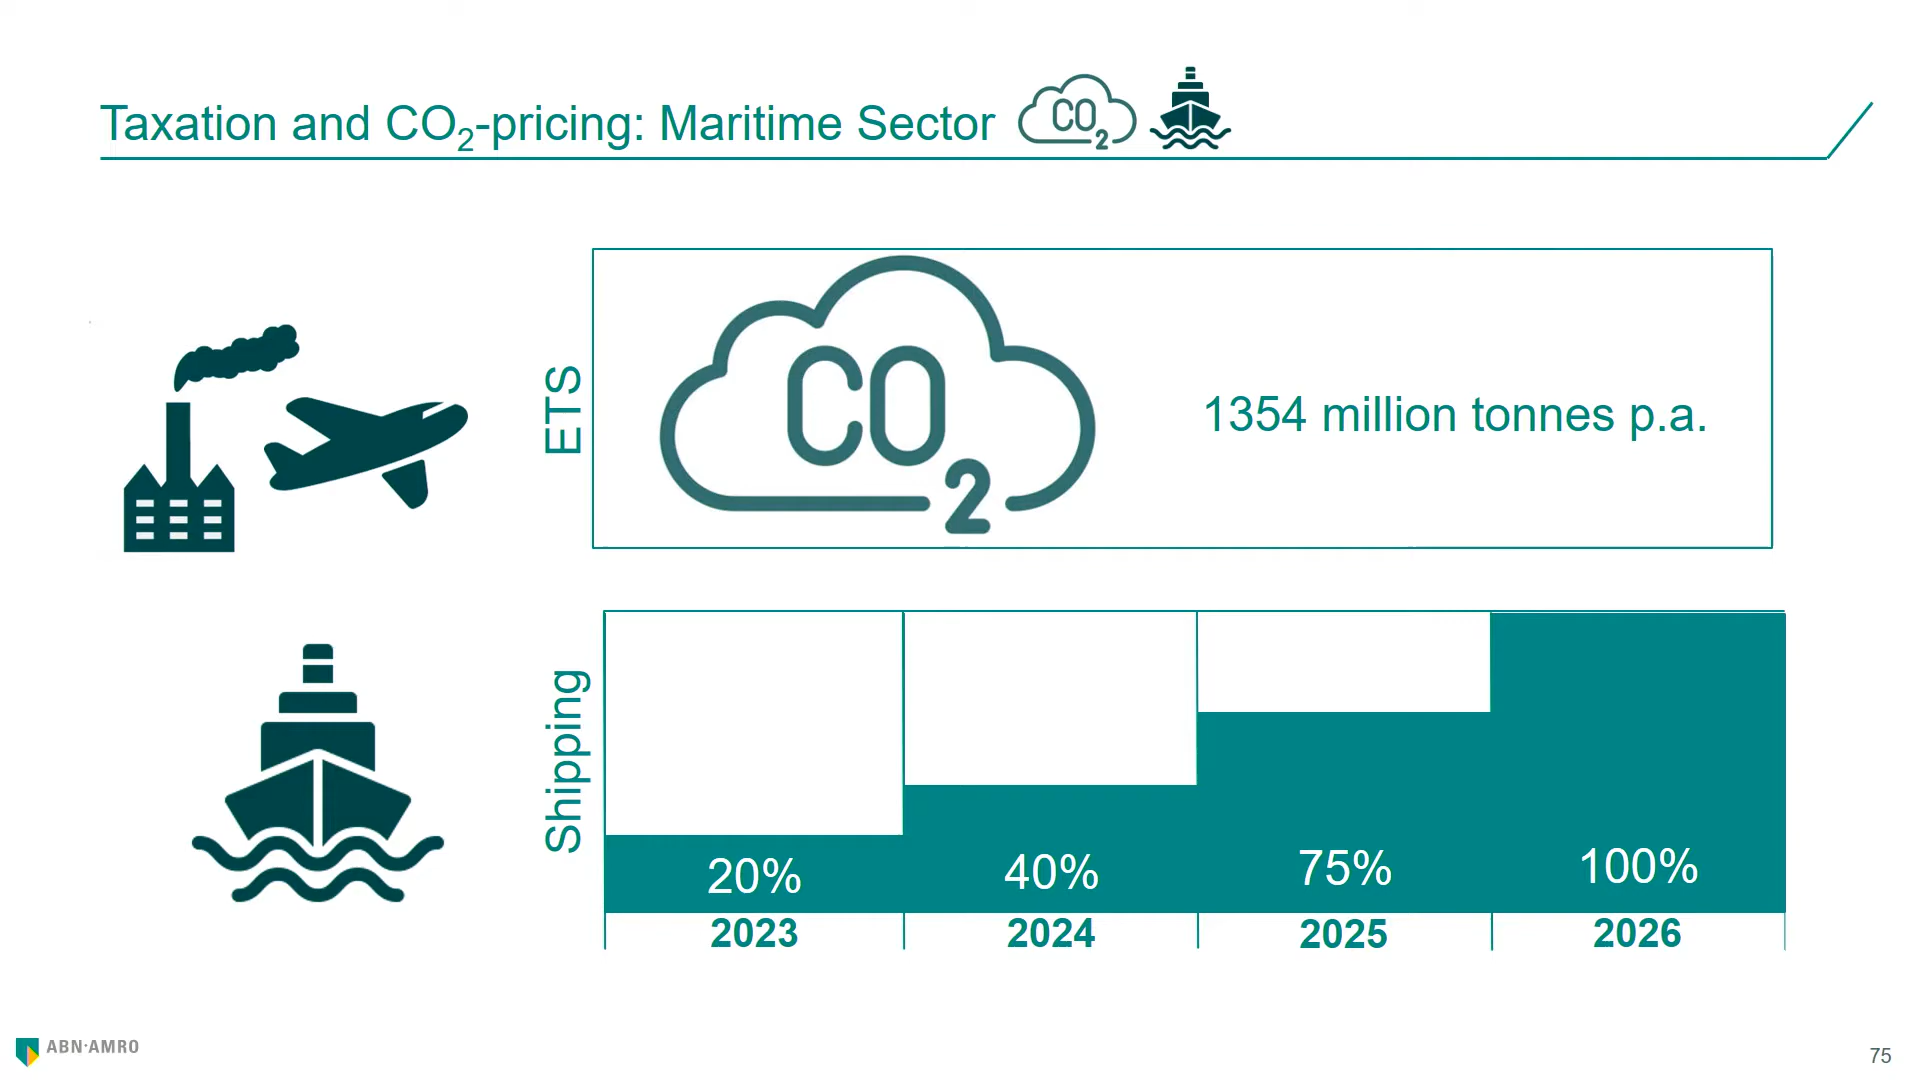 Taxation and CO₂-pricing: Maritime Sector
CO₂
ETS
CO₂
1354 million tonnes p.a.
Shipping
20%
40%
75%
100%
2023
2024
2025
2026
ABN·AMRO
75